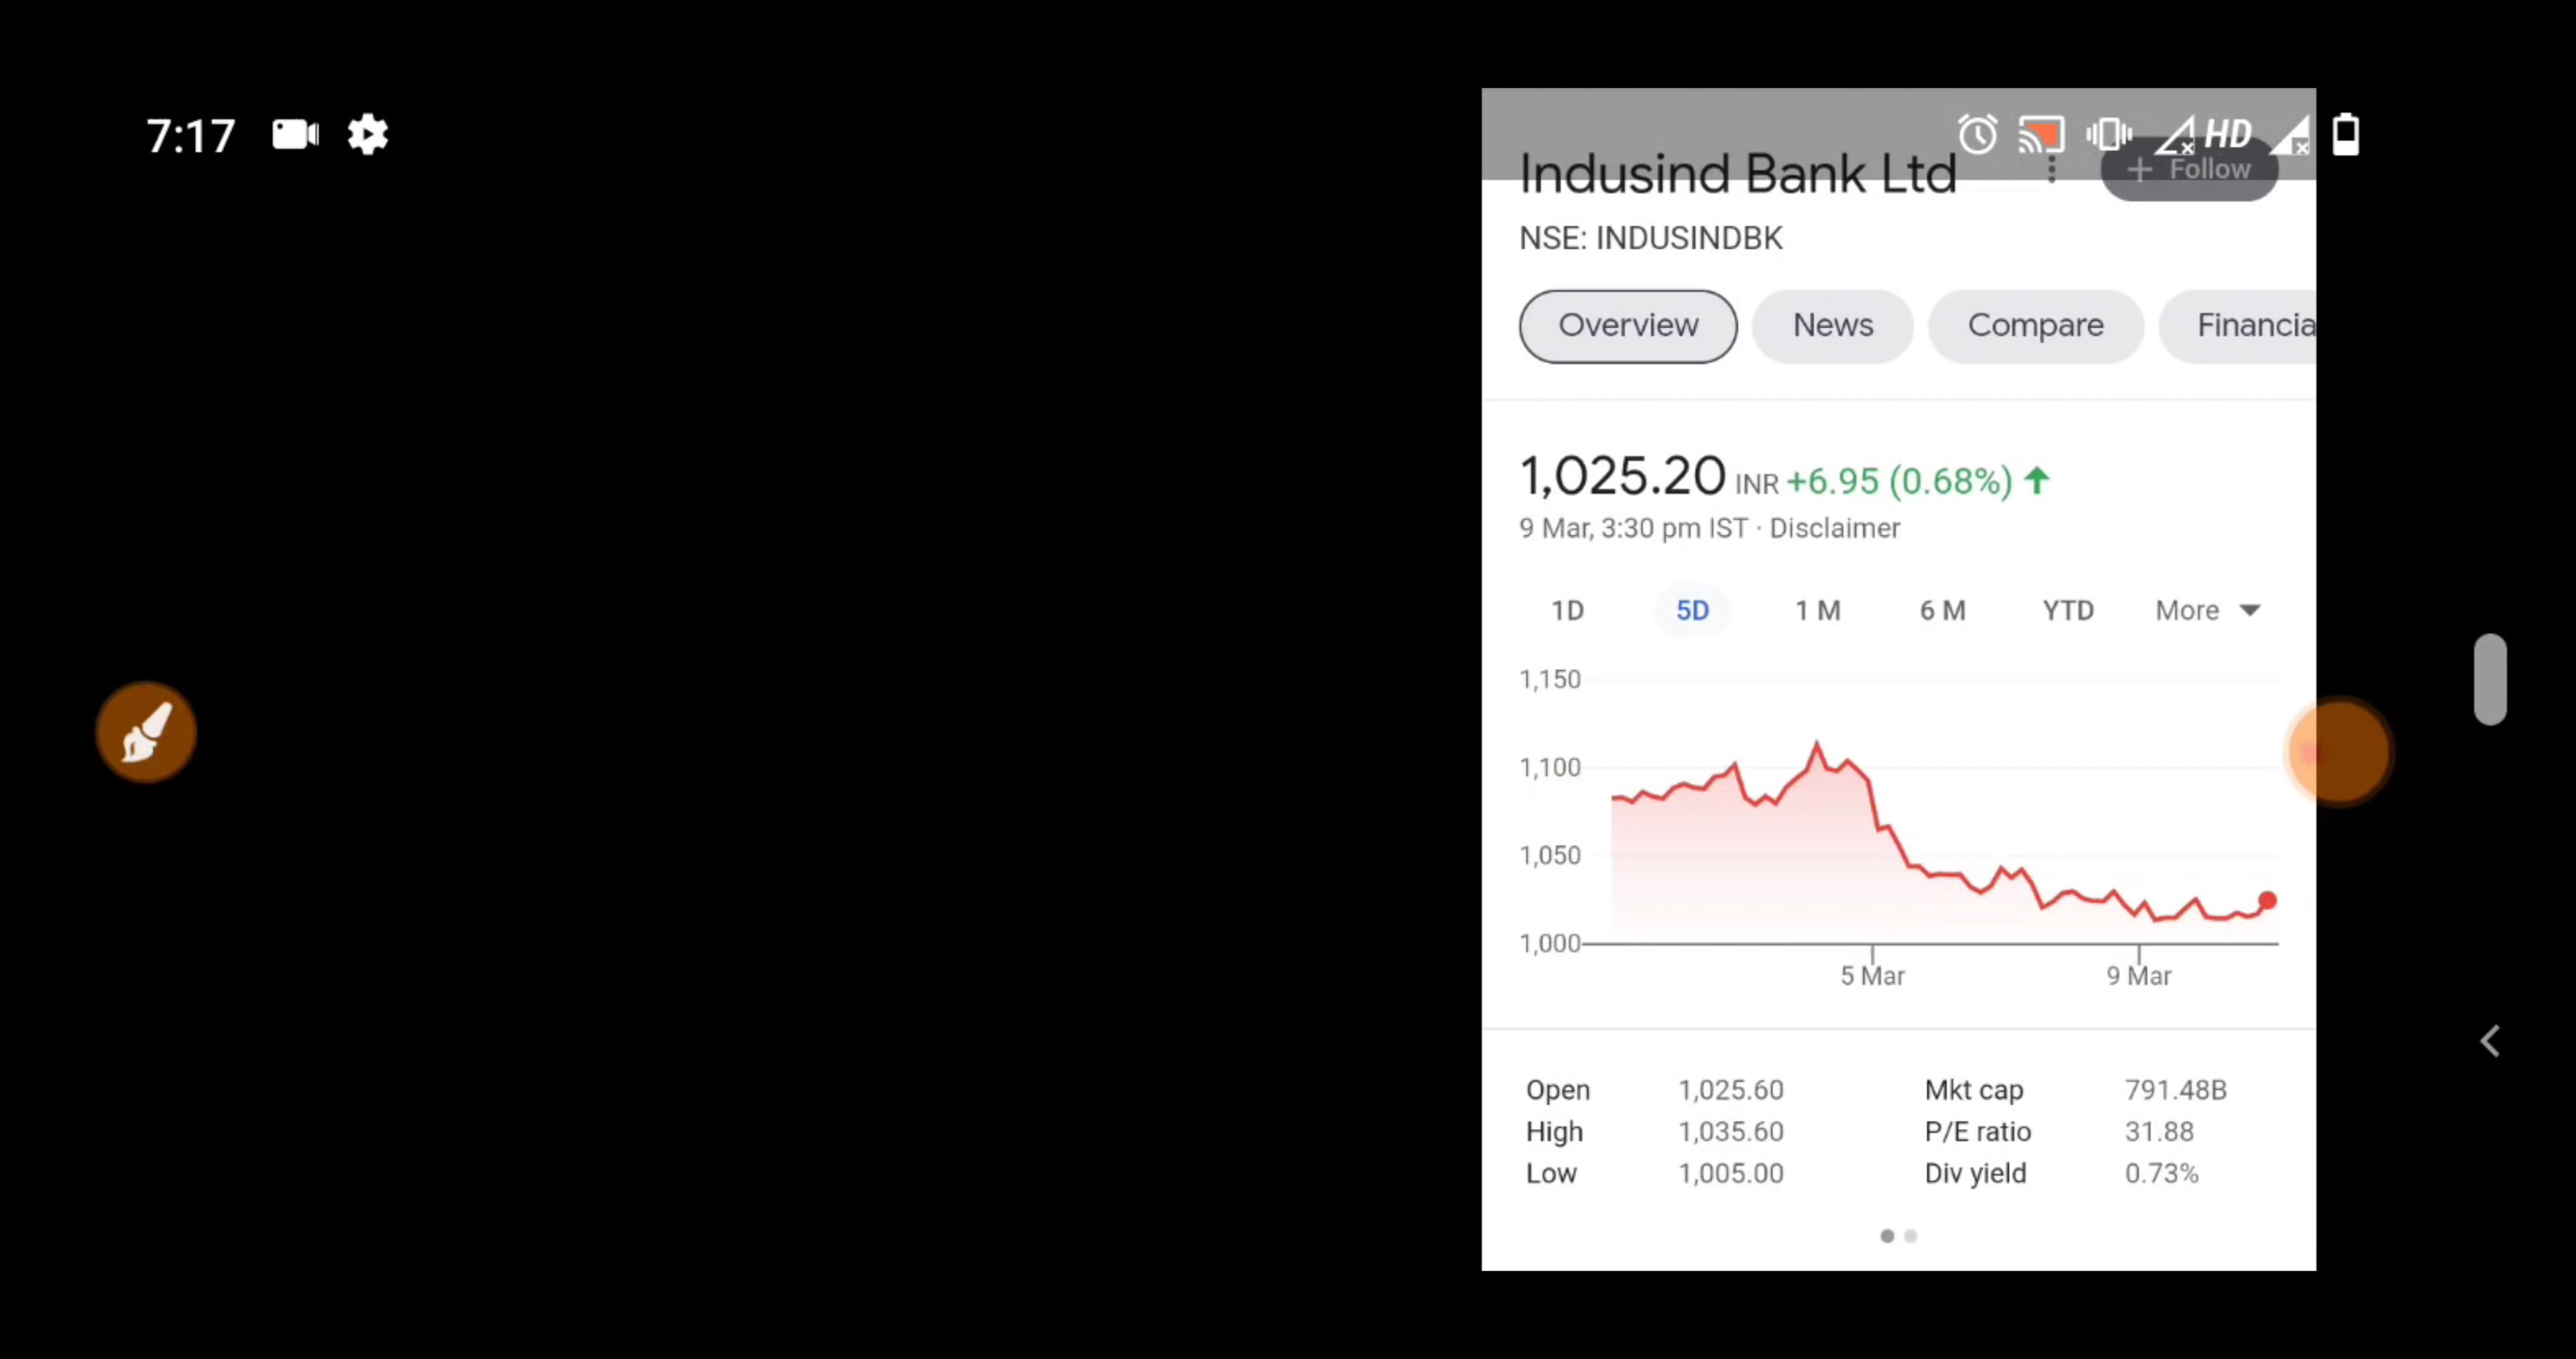 7:17 HD
Indusind Bank Ltd
+ Follow
NSE: INDUSINDBK
Overview News Compare Financia
1,025.20 INR +6.95 (0.68%)
9 Mar, 3:30 pm IST · Disclaimer
1D 5D 1 M 6 M YTD More
1,150
1,100
1,050
1,000
5 Mar 9 Mar
Open 1,025.60 Mkt cap 791.48B
High 1,035.60 P/E ratio 31.88
Low 1,005.00 Div yield 0.73%